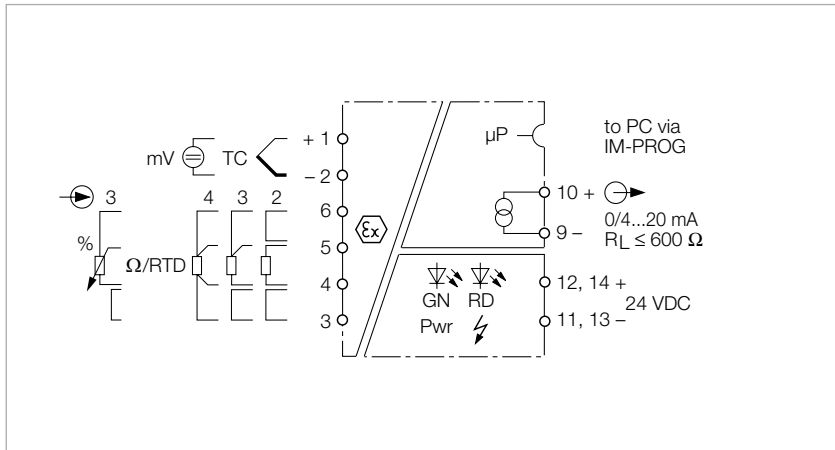 mV
TC
+ 1
– 2
6
5
4
3
3
%
Ω/RTD
4
3
2
εx
µP
to PC via
IM-PROG
10 +
9 –
0/4...20 mA
RL ≤ 600 Ω
GN
RD
Pwr
12, 14 +
24 VDC
11, 13 –